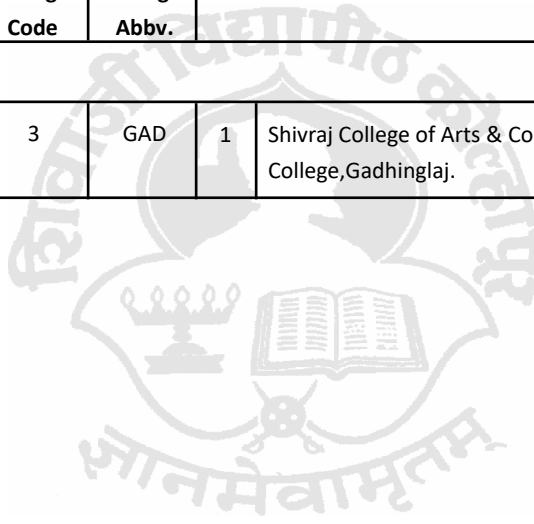 Code Abbv.
3 GAD 1 Shivraj College of Arts & Co
College,Gadhinglaj.
शिवाजी विद्यापीठ कोल्हापूर
ज्ञानमेवामृतम्